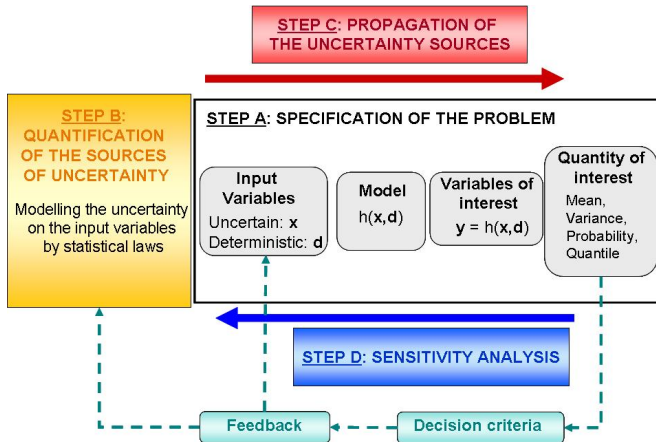 STEP C: PROPAGATION OF
THE UNCERTAINTY SOURCES
STEP B:
QUANTIFICATION
OF THE SOURCES
OF UNCERTAINTY
Modelling the uncertainty
on the input variables
by statistical laws
STEP A: SPECIFICATION OF THE PROBLEM
Input
Variables
Uncertain: x
Deterministic: d
Model
h(x,d)
Variables of
interest
y = h(x,d)
Quantity of
interest
Mean,
Variance,
Probability,
Quantile
STEP D: SENSITIVITY ANALYSIS
Feedback
Decision criteria